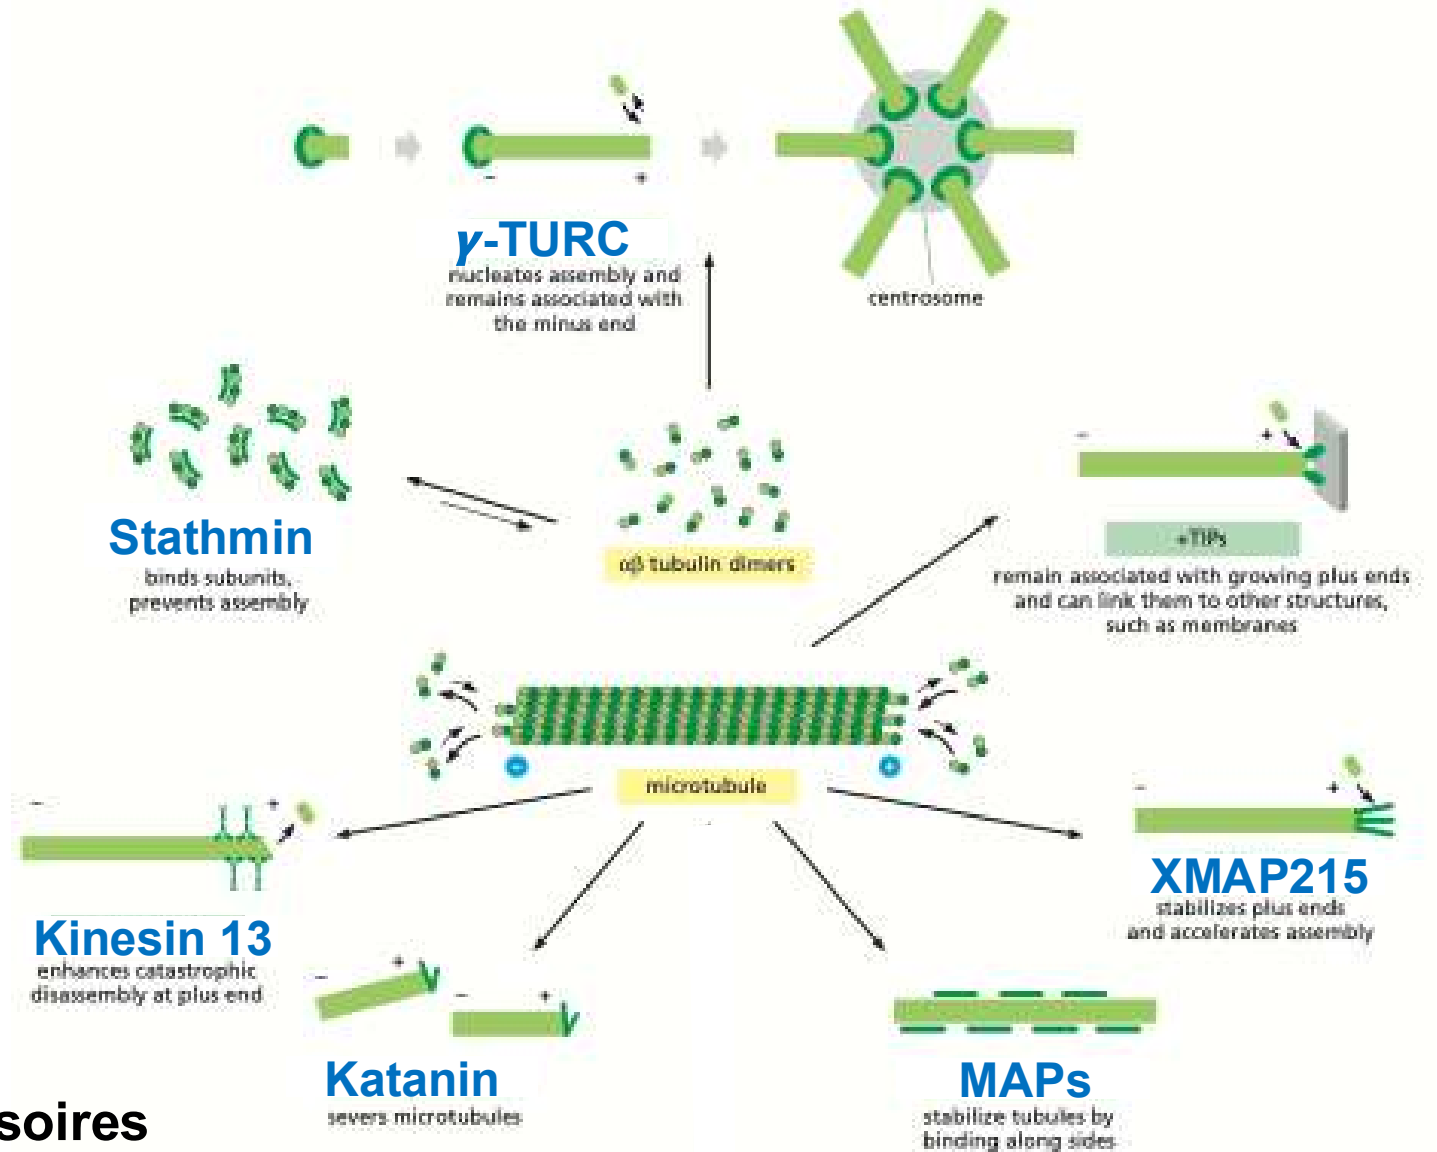 - +
γ-TURC
nucleates assembly and
remains associated with
the minus end
centrosome
Stathmin
binds subunits,
prevents assembly
αβ tubulin dimers
- +
+TIPs
remain associated with growing plus ends
and can link them to other structures,
such as membranes
- +
microtubule
- +
Kinesin 13
enhances catastrophic
disassembly at plus end
- +
- +
Katanin
severs microtubules
MAPs
stabilize tubules by
binding along sides
- +
XMAP215
stabilizes plus ends
and accelerates assembly
soires